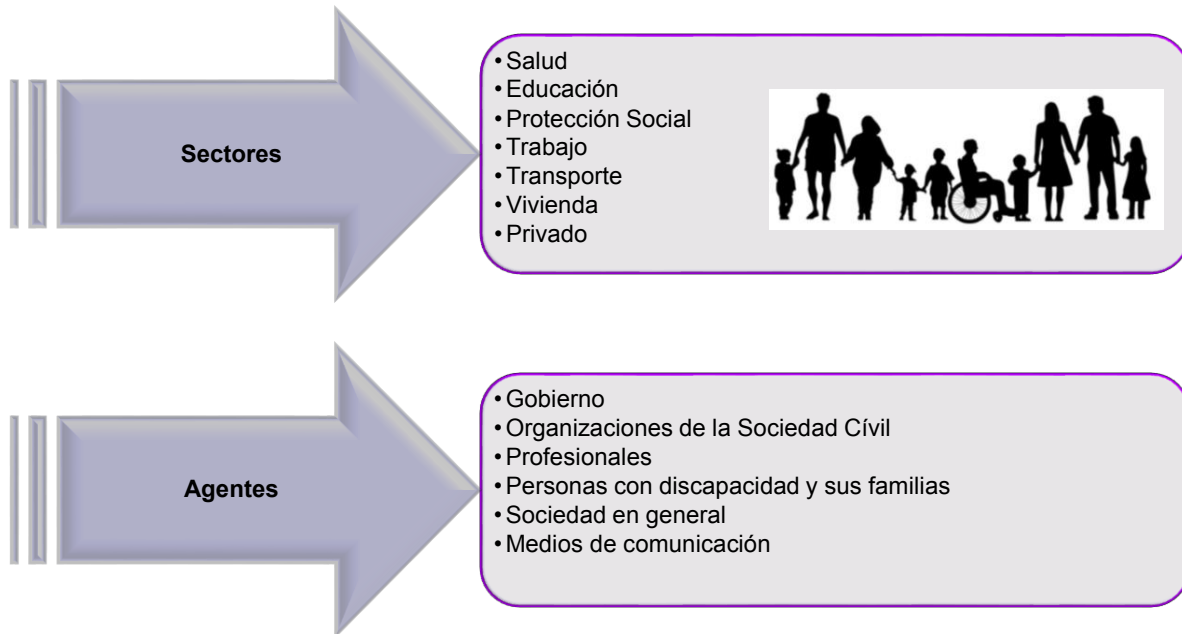 Sectores
•Salud
•Educación
•Protección Social
•Trabajo
•Transporte
•Vivienda
•Privado
Agentes
•Gobierno
•Organizaciones de la Sociedad Cívil
•Profesionales
•Personas con discapacidad y sus familias
•Sociedad en general
•Medios de comunicación